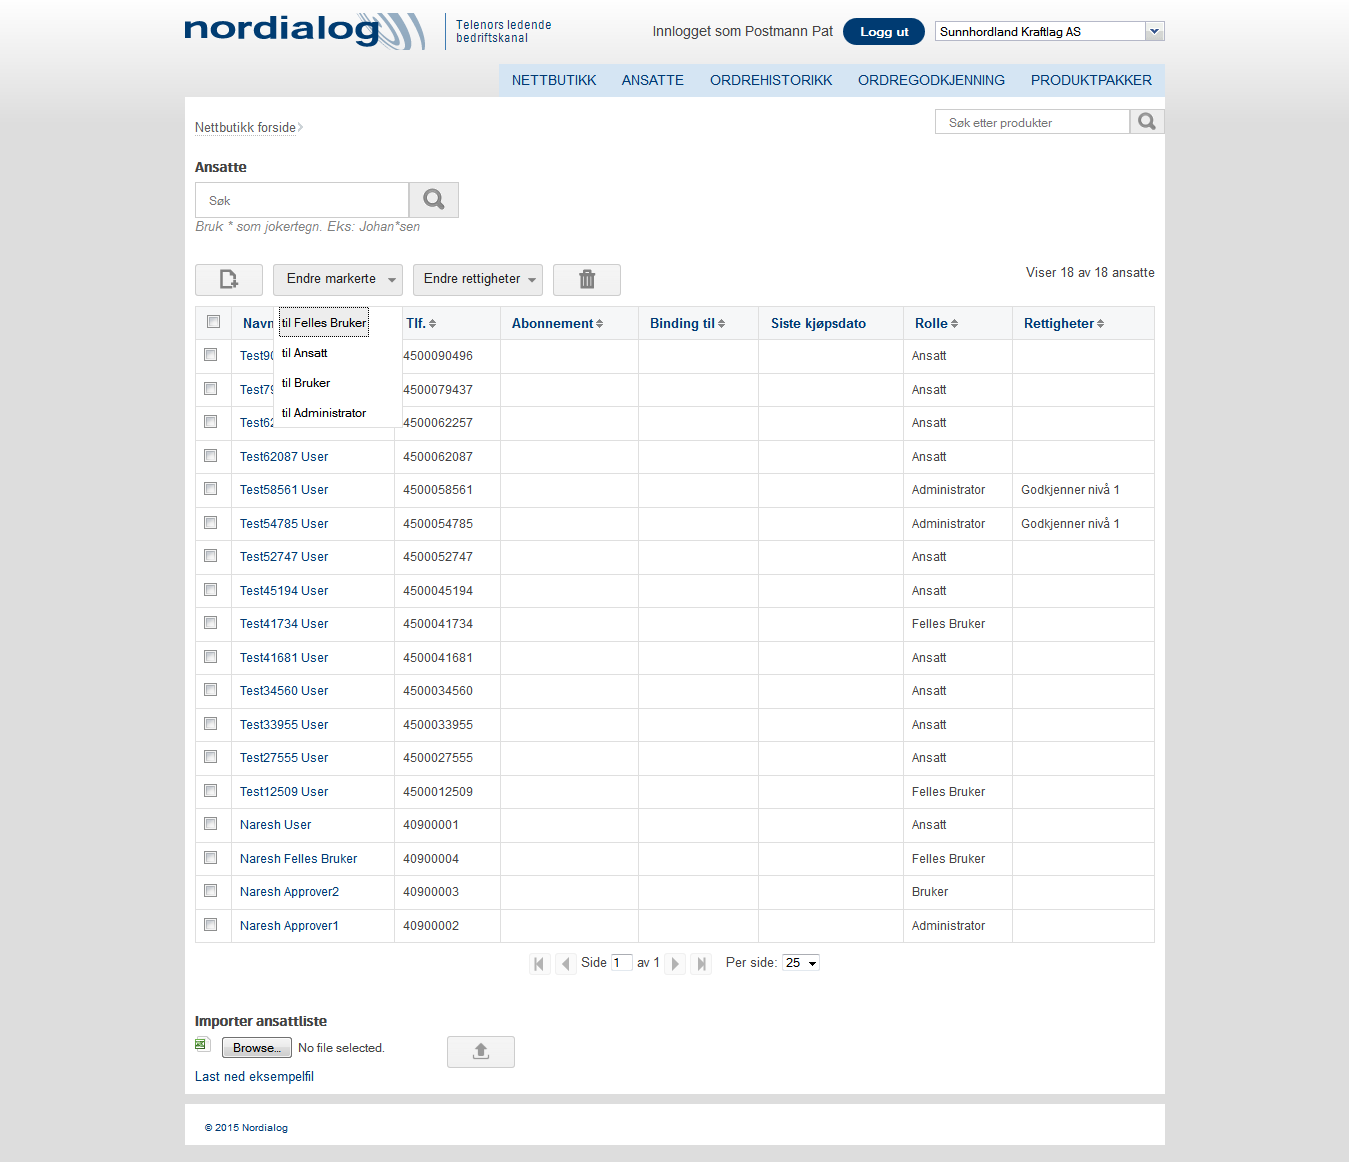 nordialog
Telenors ledende
bedriftskanal
Innlogget som Postmann Pat
Logg ut
Sunnhordland Kraftlag AS
NETTBUTIKK ANSATTE ORDREHISTORIKK ORDREGODKJENNING PRODUKTPAKKER
Nettbutikk forside
Søk etter produkter
Ansatte
Søk
Bruk * som jokertegn. Eks: Johan*sen
Endre markerte Endre rettigheter
Viser 18 av 18 ansatte
Navn Tlf. Abonnement Binding til Siste kjøpsdato Rolle Rettigheter
til Felles Bruker
til Ansatt
til Bruker
til Administrator
Test90 4500090496 Ansatt
Test79 4500079437 Ansatt
Test62 4500062257 Ansatt
Test62087 User 4500062087 Ansatt
Test58561 User 4500058561 Administrator Godkjenner nivå 1
Test54785 User 4500054785 Administrator Godkjenner nivå 1
Test52747 User 4500052747 Ansatt
Test45194 User 4500045194 Ansatt
Test41734 User 4500041734 Felles Bruker
Test41681 User 4500041681 Ansatt
Test34560 User 4500034560 Ansatt
Test33955 User 4500033955 Ansatt
Test27555 User 4500027555 Ansatt
Test12509 User 4500012509 Felles Bruker
Naresh User 40900001 Ansatt
Naresh Felles Bruker 40900004 Felles Bruker
Naresh Approver2 40900003 Bruker
Naresh Approver1 40900002 Administrator
Side 1 av 1 Per side: 25
Importer ansattliste
Browse... No file selected.
Last ned eksempelfil
© 2015 Nordialog